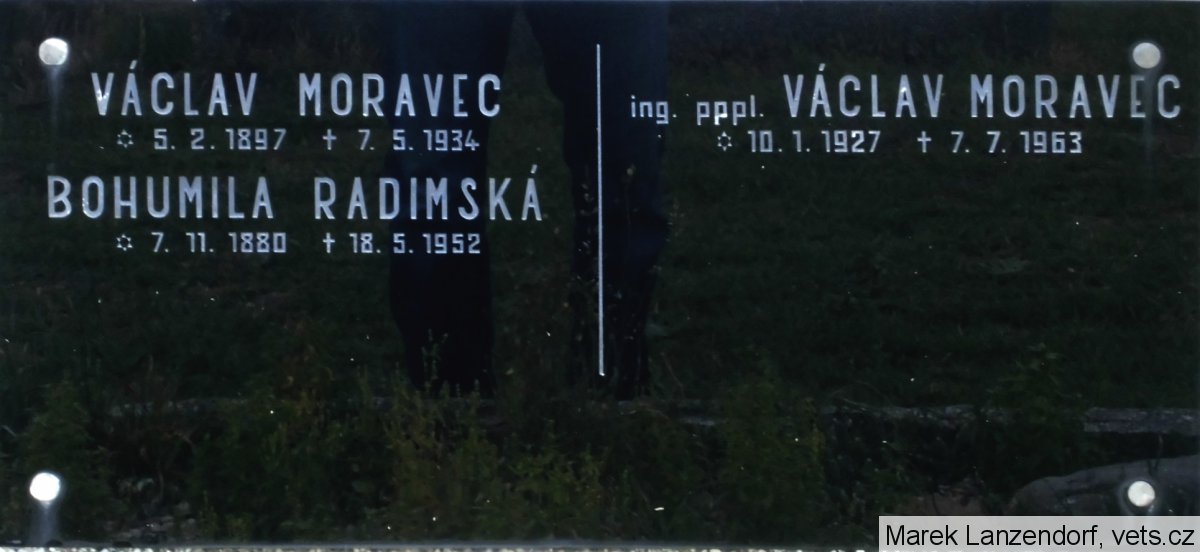 VÁCLAV MORAVEC
✡ 5. 2. 1897 † 7. 5. 1934
BOHUMILA RADIMSKÁ
✡ 7. 11. 1880 † 18. 5. 1952
ing. pppl. VÁCLAV MORAVEC
✡ 10. 1. 1927 † 7. 7. 1963
Marek Lanzendorf, vets.cz